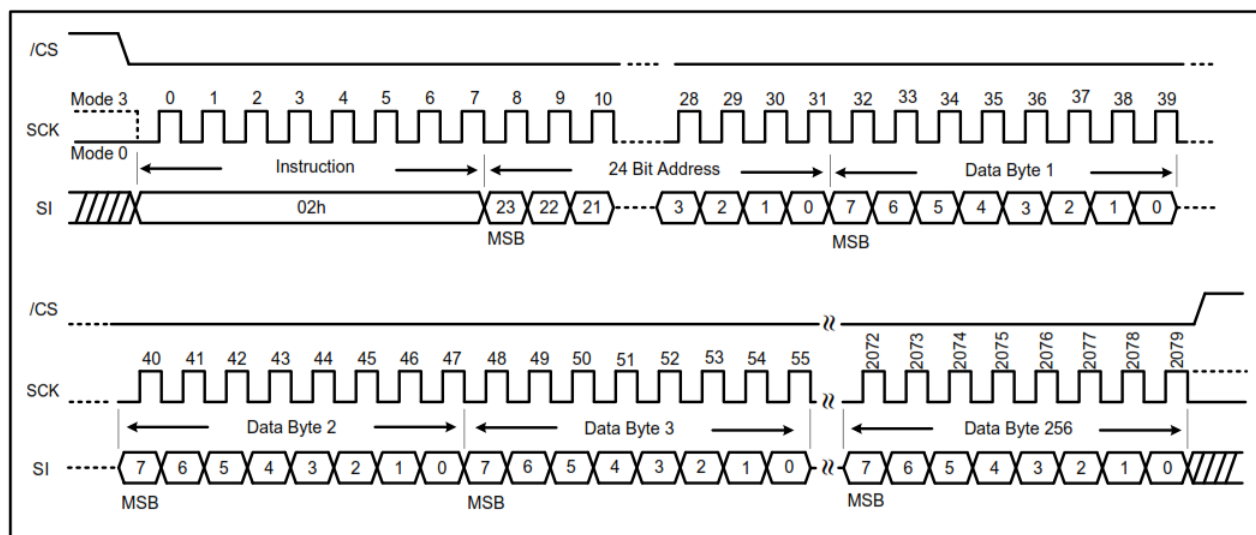 /CS
Mode 3 0 1 2 3 4 5 6 7 8 9 10 28 29 30 31 32 33 34 35 36 37 38 39
SCK
Mode 0
Instruction 24 Bit Address Data Byte 1
SI 02h 23 22 21 3 2 1 0 7 6 5 4 3 2 1 0
MSB MSB
/CS
40 41 42 43 44 45 46 47 48 49 50 51 52 53 54 55 2072 2073 2074 2075 2076 2077 2078 2079
SCK
Data Byte 2 Data Byte 3 Data Byte 256
SI 7 6 5 4 3 2 1 0 7 6 5 4 3 2 1 0 7 6 5 4 3 2 1 0
MSB MSB MSB